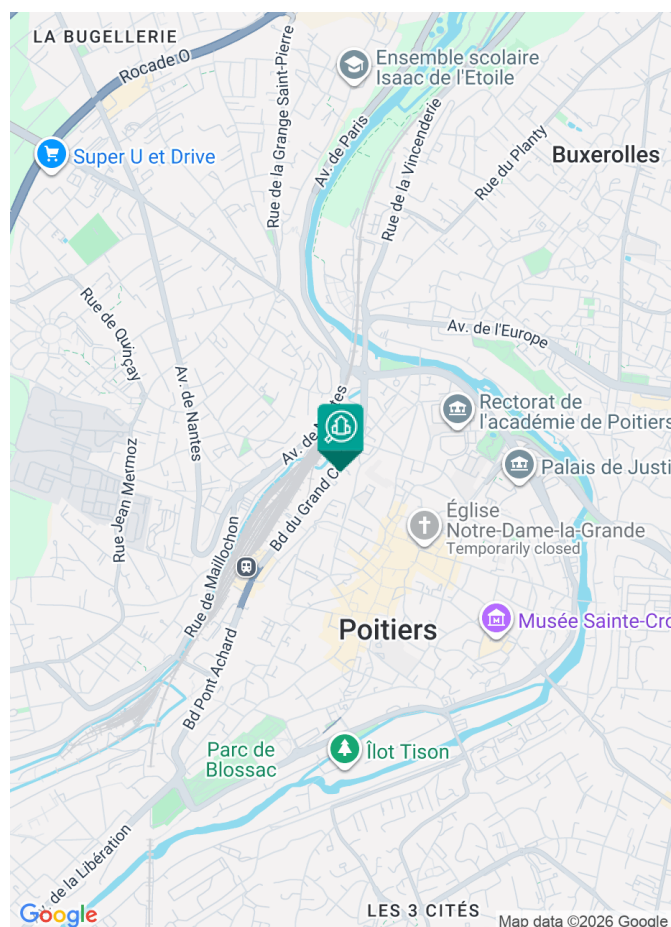 LA BUGELLERIE
Rocade O
Rue de la Grange Saint-Pierre
Ensemble scolaire
Isaac de l'Etoile
Av. de Paris
Rue de la Vincenderie
Rue du Planty
Buxerolles
Super U et Drive
Rue de Quinçay
Av. de Nantes
Av. de l'Europe
Rue Jean Mermoz
Av. de
Rectorat de
l'académie de Poitiers
Palais de Justi
Bd du Grand C
Église
Notre-Dame-la-Grande
Temporarily closed
Rue de Maillochon
Poitiers
Musée Sainte-Cro
Bd Pont Achard
Parc de
Blossac
Îlot Tison
de la Libération
LES 3 CITÉS
Google
Map data ©2026 Google